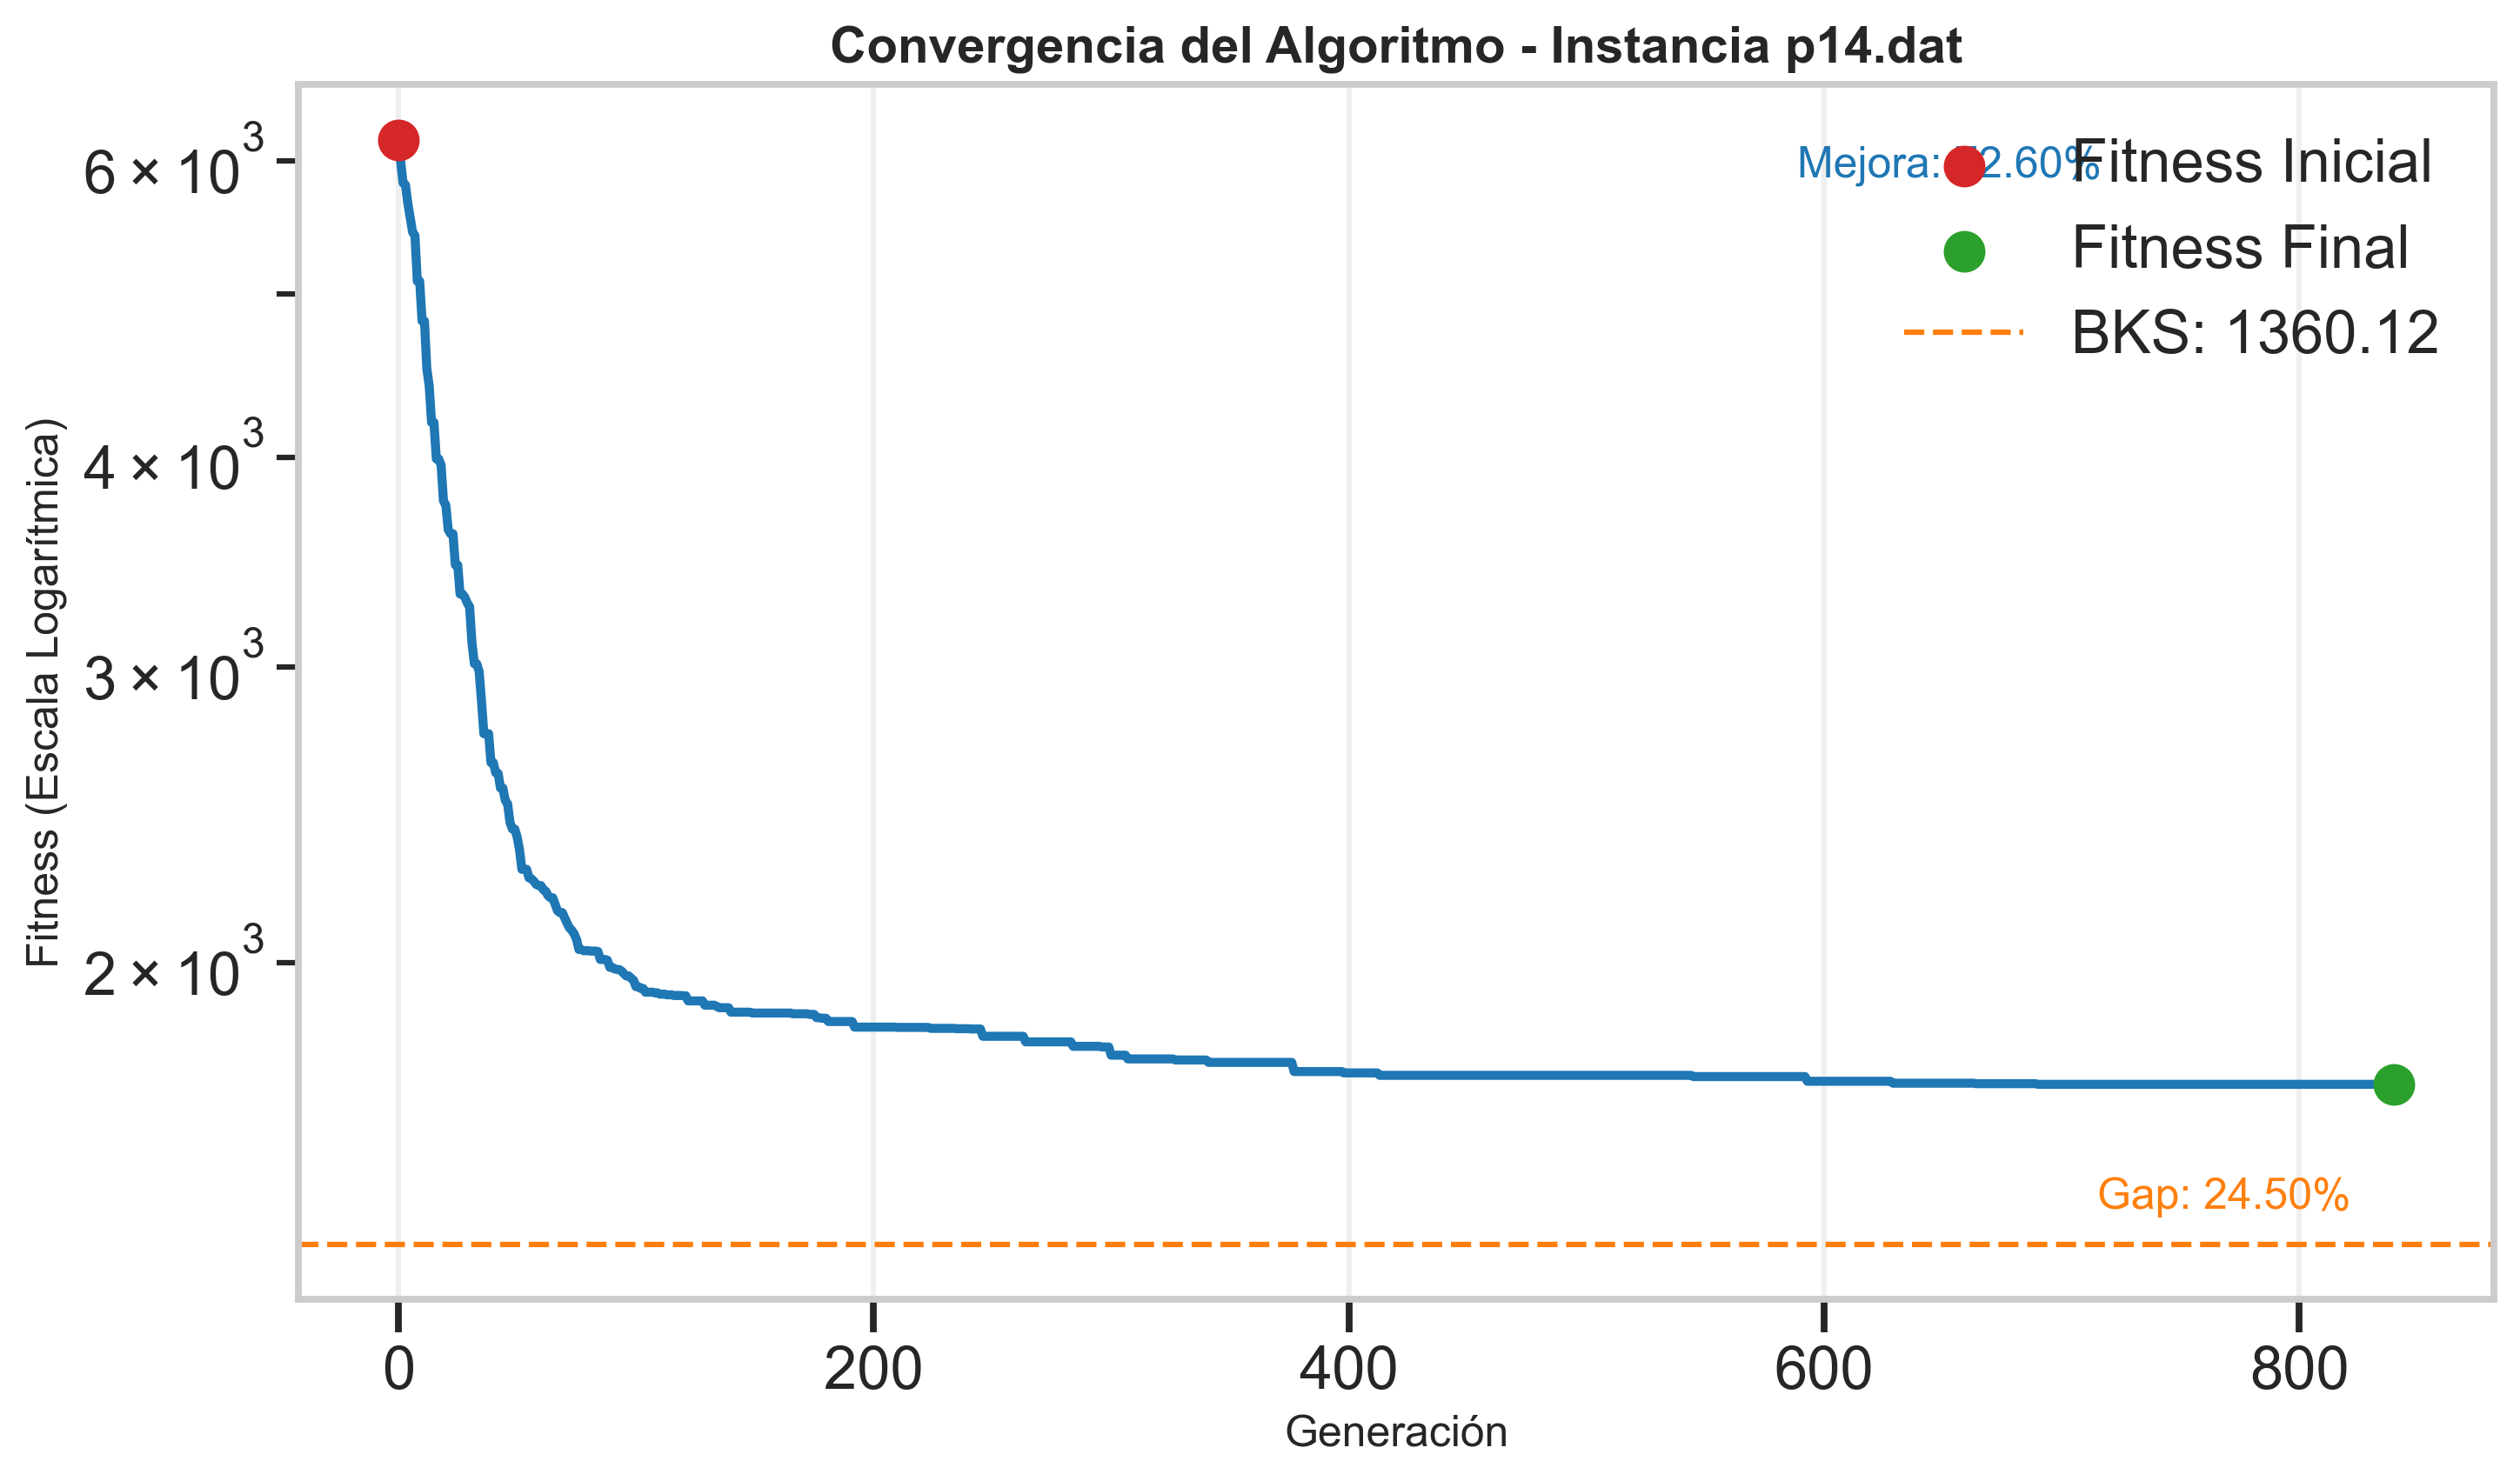 Convergencia del Algoritmo - Instancia p14.dat
Fitness (Escala Logarítmica)
6 × 10³
4 × 10³
3 × 10³
2 × 10³
Mejora:
Fitness Inicial
Fitness Final
BKS: 1360.12
Gap: 24.50%
0 200 400 600 800
Generación